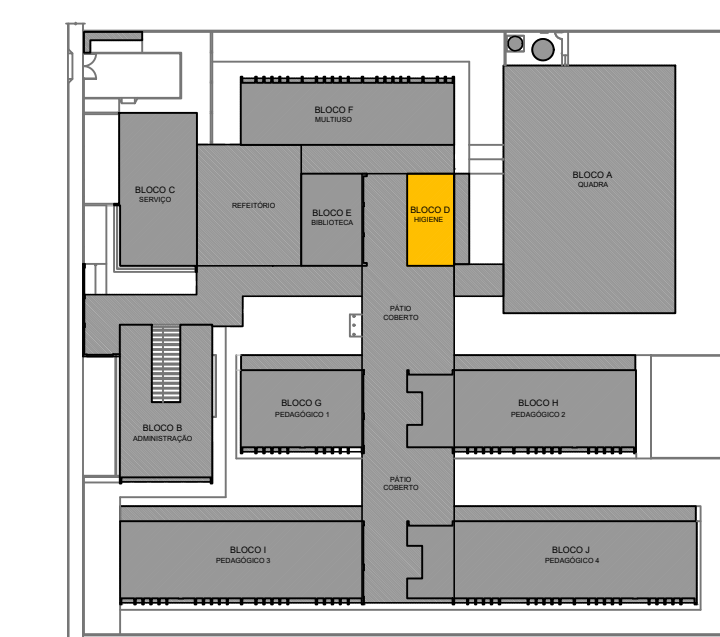 BLOCO F
MULTIUSO
BLOCO A
QUADRA
BLOCO C
SERVIÇO
REFEITÓRIO
BLOCO E
BIBLIOTECA
BLOCO D
HIGIENE
PÁTIO
COBERTO
BLOCO G
PEDAGÓGICO 1
BLOCO H
PEDAGÓGICO 2
BLOCO B
ADMINISTRAÇÃO
PÁTIO
COBERTO
BLOCO I
PEDAGÓGICO 3
BLOCO J
PEDAGÓGICO 4